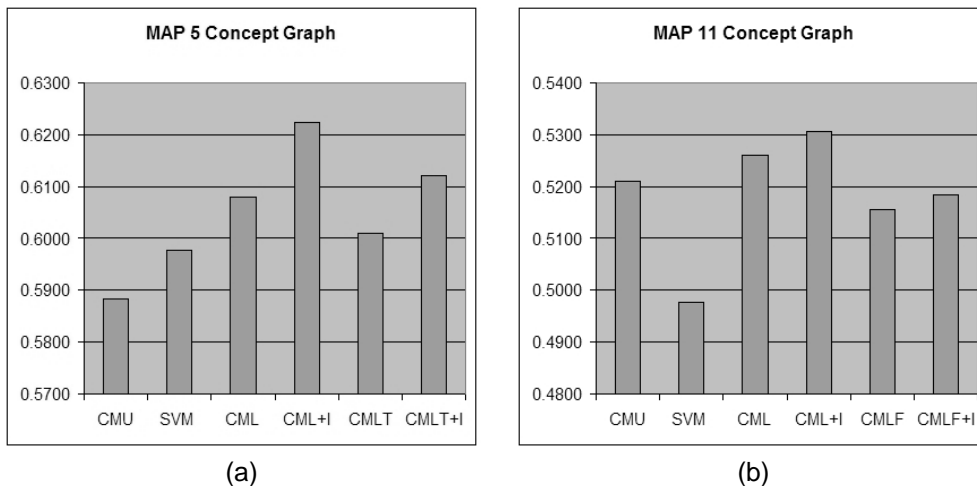 MAP 5 Concept Graph
0.6300
0.6200
0.6100
0.6000
0.5900
0.5800
0.5700
CMU SVM CML CML+I CMLT CMLT+I
(a)
MAP 11 Concept Graph
0.5400
0.5300
0.5200
0.5100
0.5000
0.4900
0.4800
CMU SVM CML CML+I CMLF CMLF+I
(b)